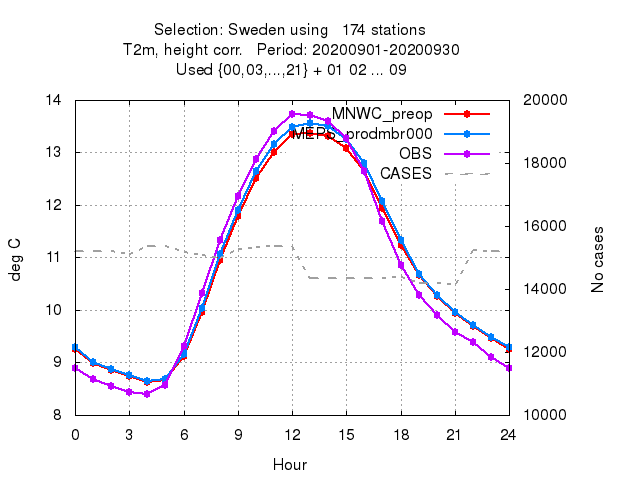 Selection: Sweden using   174 stations
T2m, height corr.   Period: 20200901-20200930
Used {00,03,...,21} + 01 02 ... 09
14 20000
MNWC_preop
MEPS_prodmbr000
13
OBS
18000
CASES
12
16000
deg C
No cases
11
14000
10
12000
9
8 10000
0 3 6 9 12 15 18 21 24
Hour